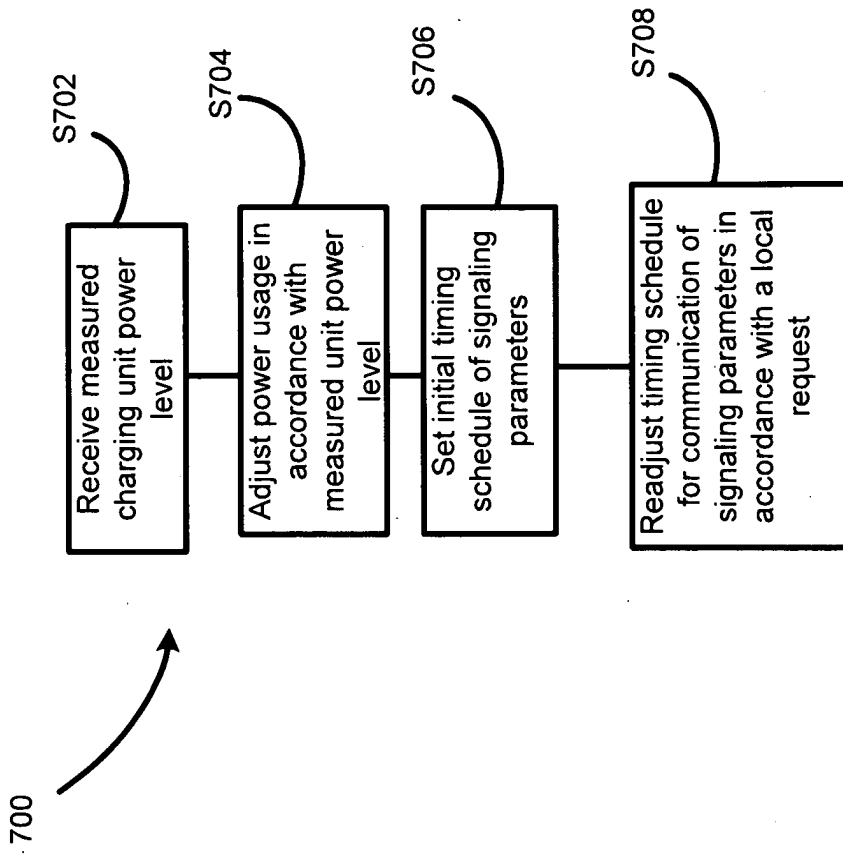 700
S702
Receive measured
charging unit power
level
S704
Adjust power usage in
accordance with
measured unit power
level
S706
Set initial timing
schedule of signaling
parameters
S708
Readjust timing schedule
for communication of
signaling parameters in
accordance with a local
request